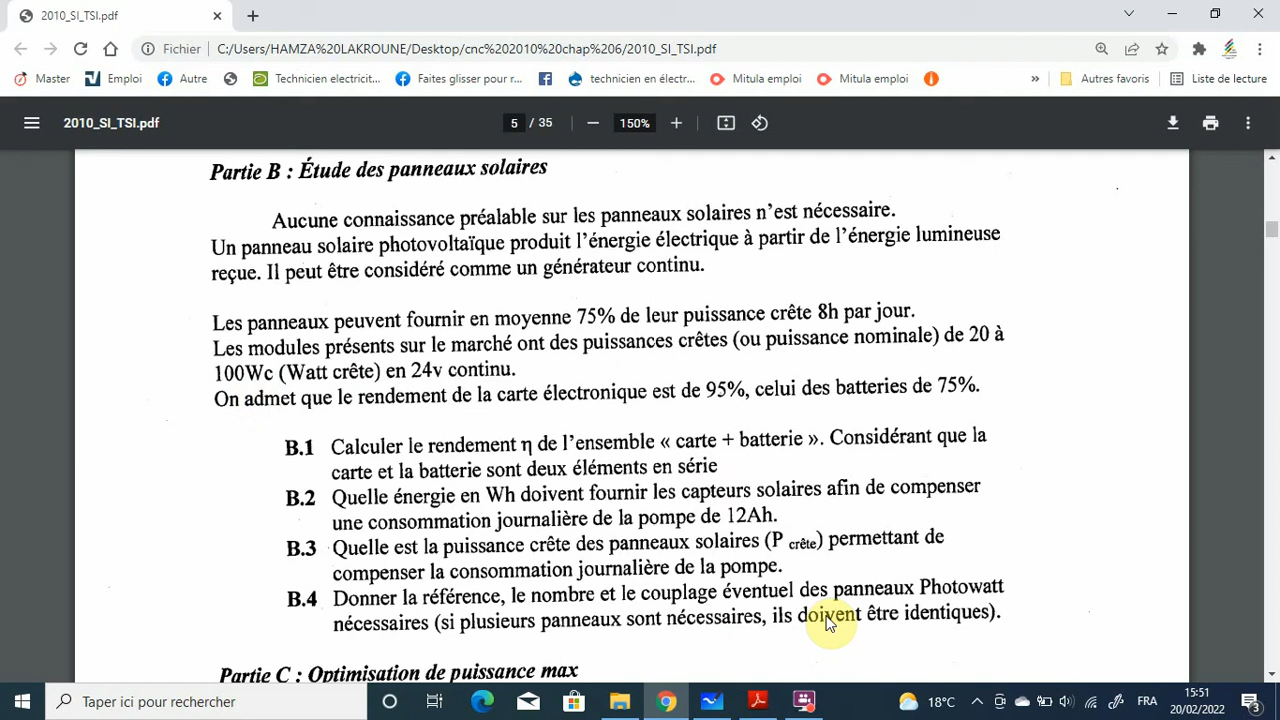 2010_SI_TSI.pdf
Fichier
C:/Users/HAMZA%20LAKROUNE/Desktop/cnc%202010%20chap%206/2010_SI_TSI.pdf
Master
Emploi
Autre
Technicien electricit...
Faites glisser pour r...
technicien en électr...
Mitula emploi
Mitula emploi
»
Autres favoris
Liste de lecture
2010_SI_TSI.pdf
5 / 35
150%
Partie B : Étude des panneaux solaires
Aucune connaissance préalable sur les panneaux solaires n'est nécessaire.
Un panneau solaire photovoltaïque produit l'énergie électrique à partir de l'énergie lumineuse
reçue. Il peut être considéré comme un générateur continu.
Les panneaux peuvent fournir en moyenne 75% de leur puissance crête 8h par jour.
Les modules présents sur le marché ont des puissances crêtes (ou puissance nominale) de 20 à
100Wc (Watt crête) en 24v continu.
On admet que le rendement de la carte électronique est de 95%, celui des batteries de 75%.
B.1 Calculer le rendement η de l'ensemble « carte + batterie ». Considérant que la
carte et la batterie sont deux éléments en série
B.2 Quelle énergie en Wh doivent fournir les capteurs solaires afin de compenser
une consommation journalière de la pompe de 12Ah.
B.3 Quelle est la puissance crête des panneaux solaires (P crête) permettant de
compenser la consommation journalière de la pompe.
B.4 Donner la référence, le nombre et le couplage éventuel des panneaux Photowatt
nécessaires (si plusieurs panneaux sont nécessaires, ils doivent être identiques).
Partie C : Optimisation de puissance max
Taper ici pour rechercher
18°C
FRA
15:51
20/02/2022
3